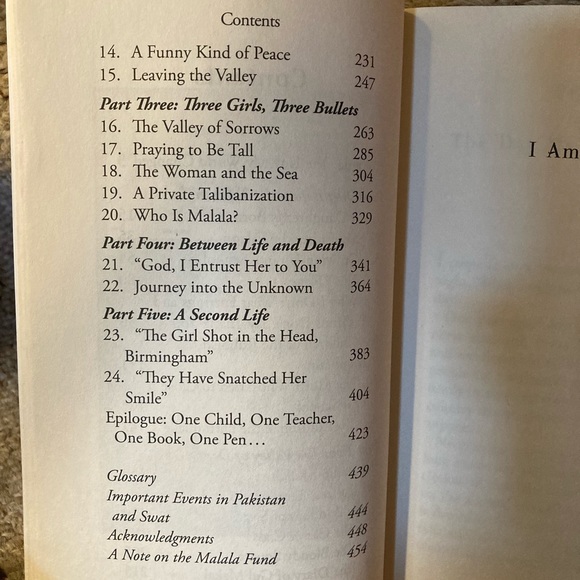 Contents
14. A Funny Kind of Peace 231
15. Leaving the Valley 247
Part Three: Three Girls, Three Bullets
16. The Valley of Sorrows 263
17. Praying to Be Tall 285
18. The Woman and the Sea 304
19. A Private Talibanization 316
20. Who Is Malala? 329
Part Four: Between Life and Death
21. “God, I Entrust Her to You” 341
22. Journey into the Unknown 364
Part Five: A Second Life
23. “The Girl Shot in the Head,
Birmingham” 383
24. “They Have Snatched Her
Smile” 404
Epilogue: One Child, One Teacher,
One Book, One Pen… 423
Glossary 439
Important Events in Pakistan
and Swat 444
Acknowledgments 448
A Note on the Malala Fund 454
I Am